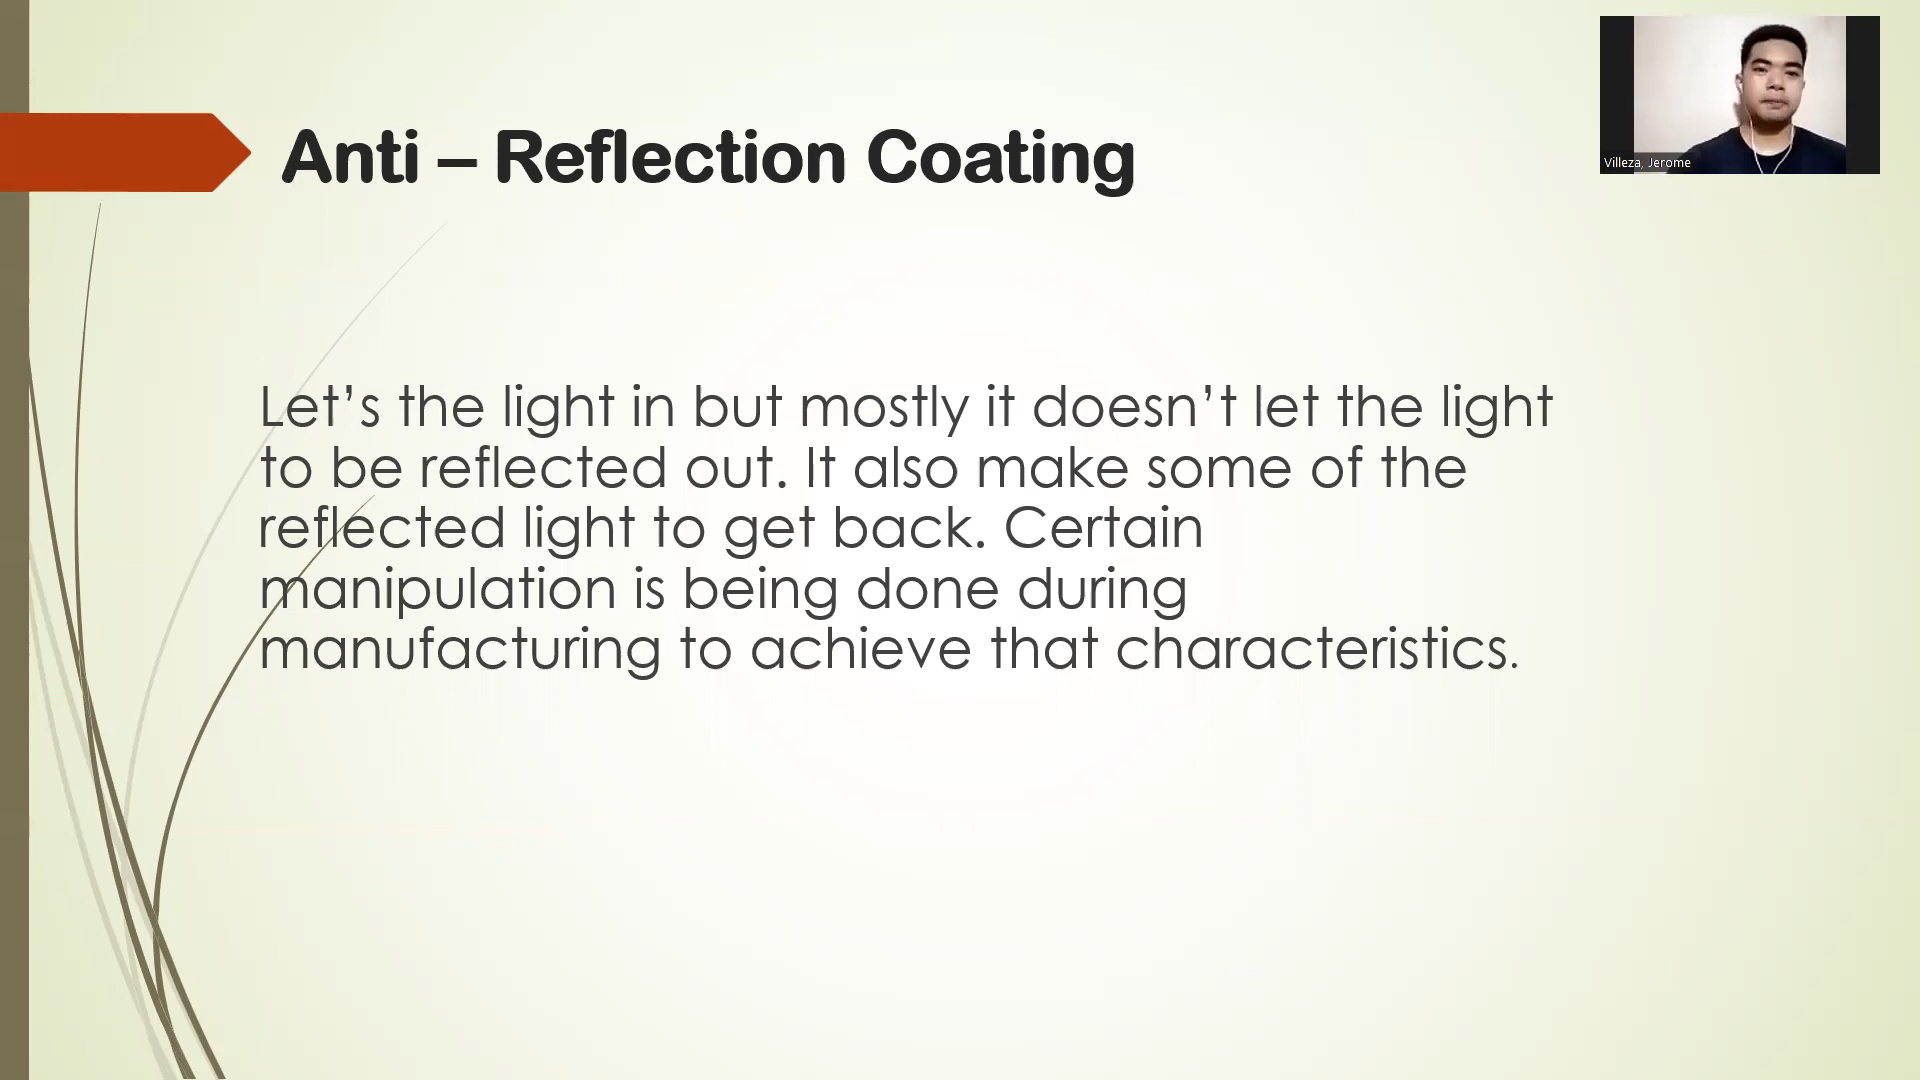 Anti – Reflection Coating
Villeza, Jerome
Let’s the light in but mostly it doesn’t let the light
to be reflected out. It also make some of the
reflected light to get back. Certain
manipulation is being done during
manufacturing to achieve that characteristics.